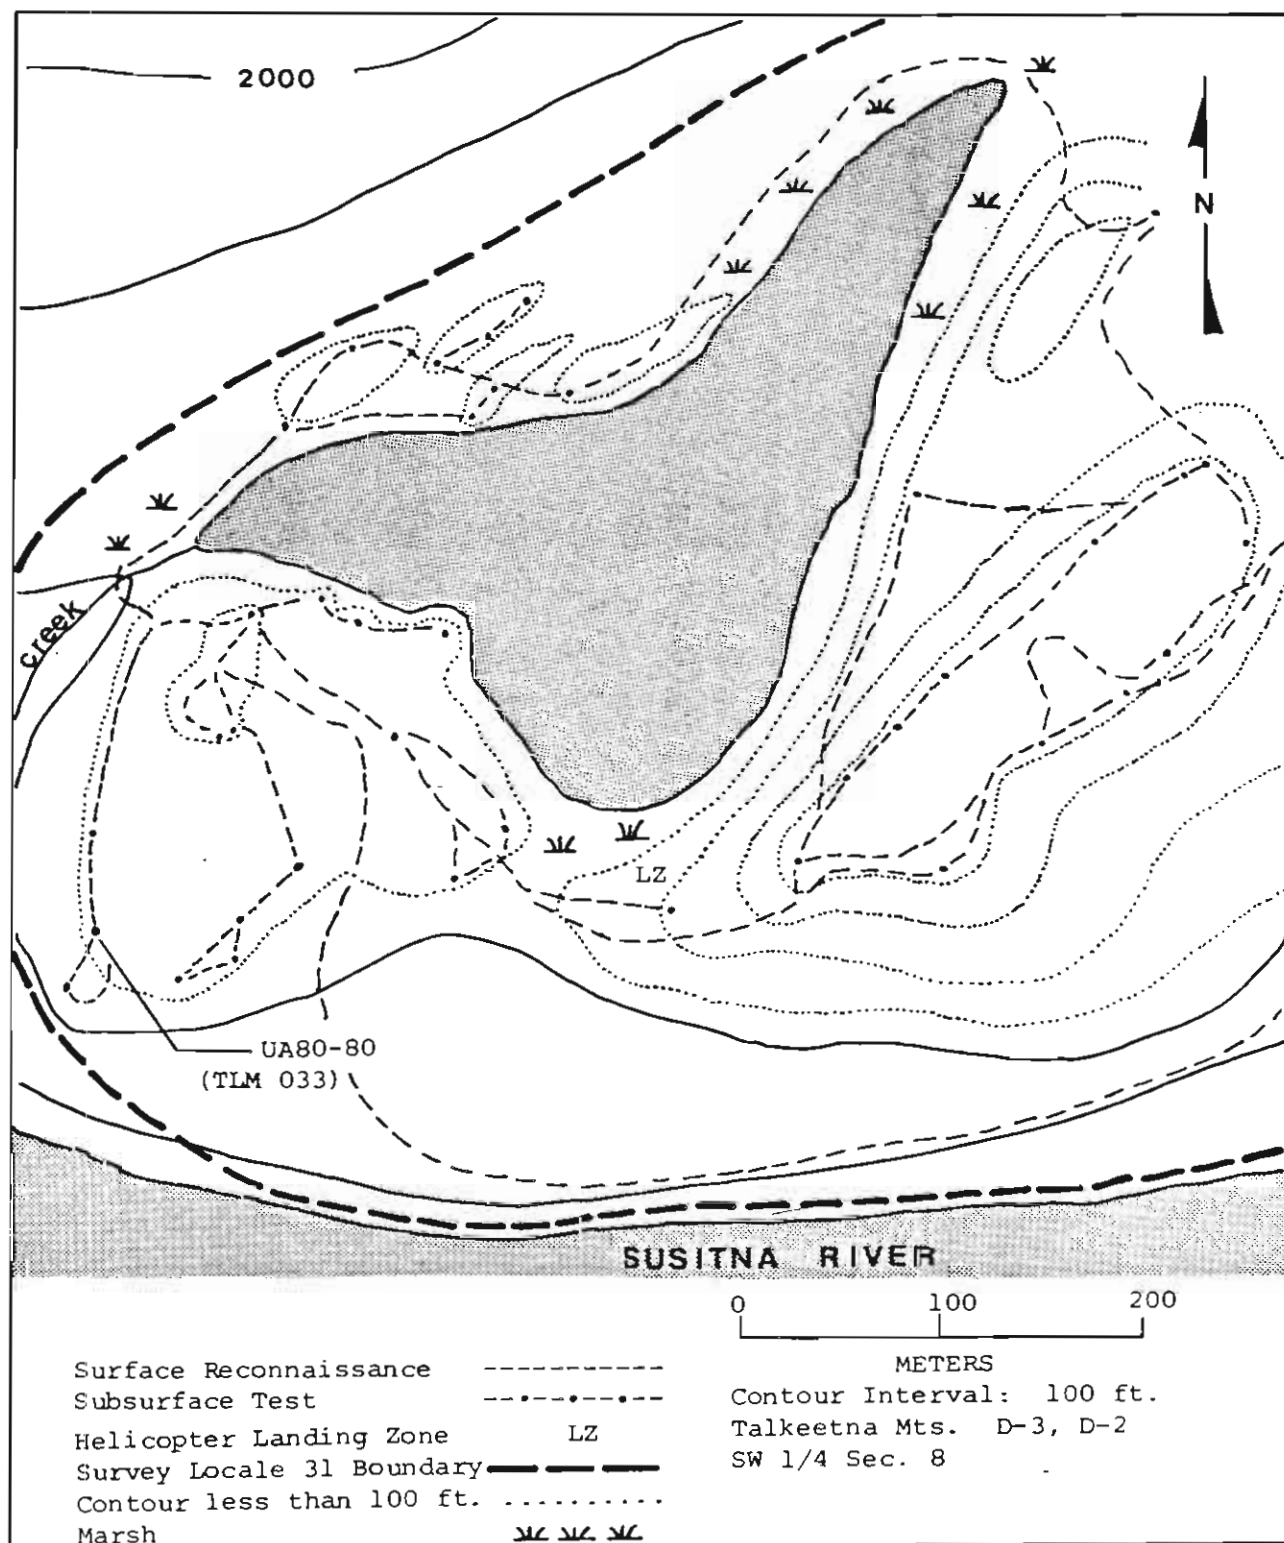 2000
N
creek
LZ
UA80-80
(TLM 033)
SUSITNA RIVER
0 100 200
METERS
Surface Reconnaissance
Subsurface Test
Helicopter Landing Zone LZ
Survey Locale 31 Boundary
Contour less than 100 ft.
Marsh
Contour Interval: 100 ft.
Talkeetna Mts. D-3, D-2
SW 1/4 Sec. 8